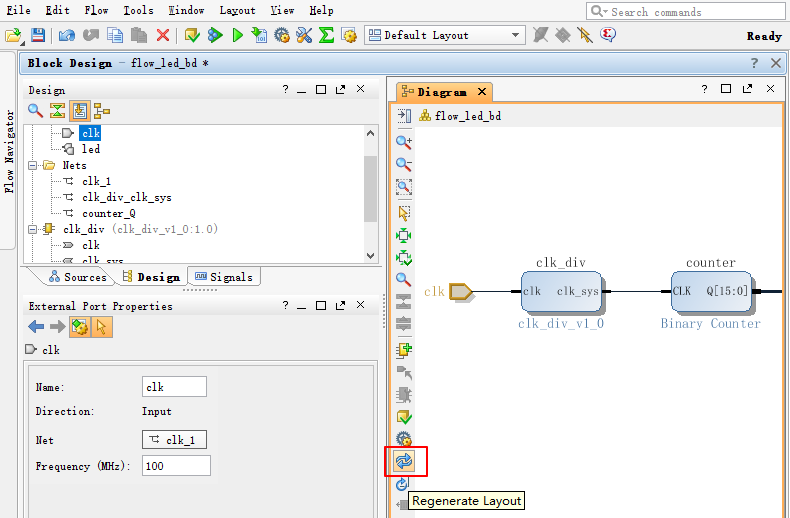 File Edit Flow Tools Window Layout View Help
Search commands
Default Layout
Ready
Flow Navigator
Block Design - flow_led_bd *
Design
clk
led
Nets
clk_1
clk_div_clk_sys
counter_Q
clk_div (clk_div_v1_0:1.0)
clk
clk_sys
Sources Design Signals
External Port Properties
clk
Name: clk
Direction: Input
Net clk_1
Frequency (MHz): 100
Diagram
flow_led_bd
clk_div
counter
clk
clk clk_sys
CLK Q[15:0]
clk_div_v1_0
Binary Counter
Regenerate Layout